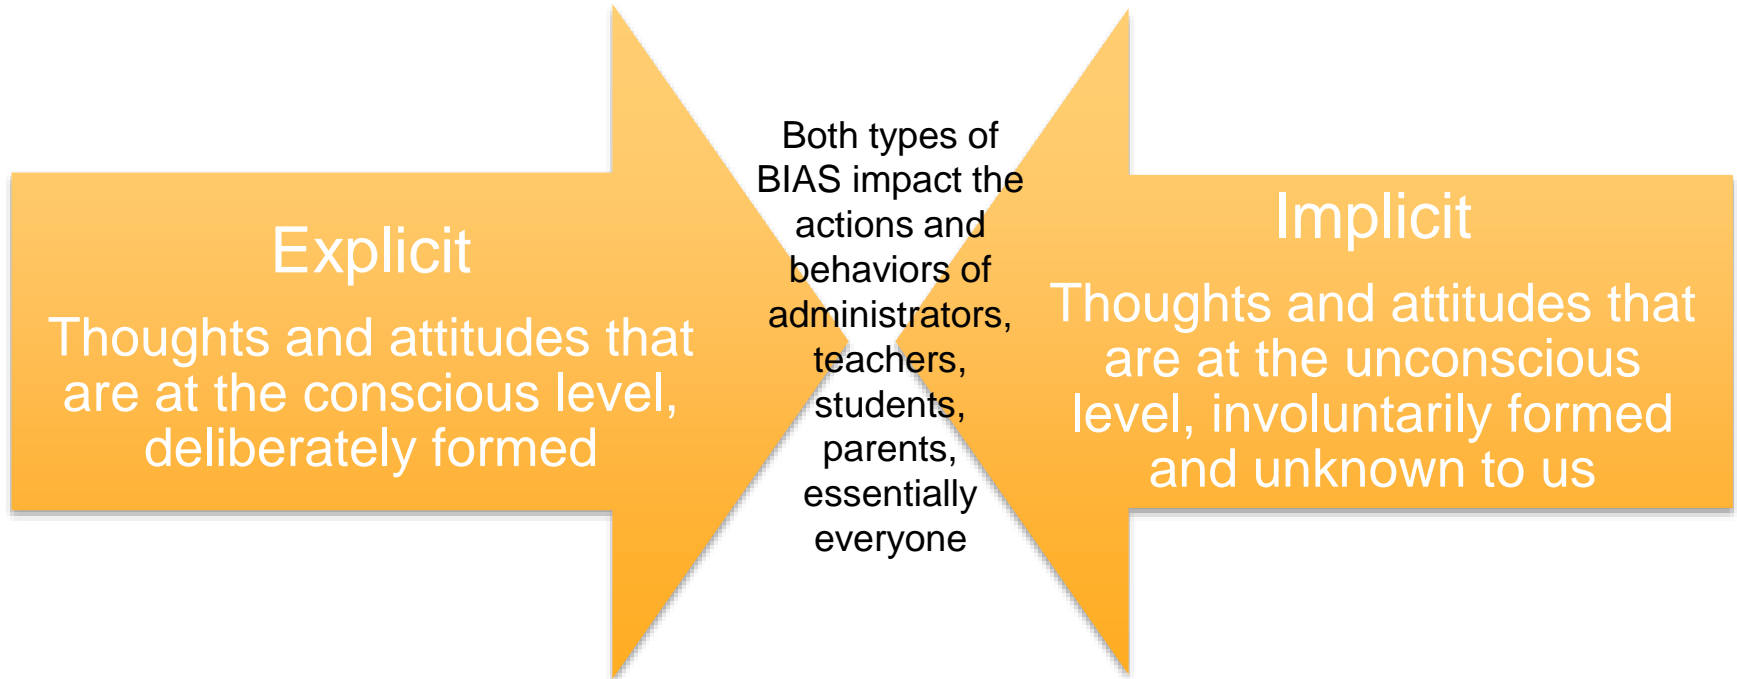 Explicit
Thoughts and attitudes that
are at the conscious level,
deliberately formed
Both types of
BIAS impact the
actions and
behaviors of
administrators,
teachers,
students,
parents,
essentially
everyone
Implicit
Thoughts and attitudes that
are at the unconscious
level, involuntarily formed
and unknown to us